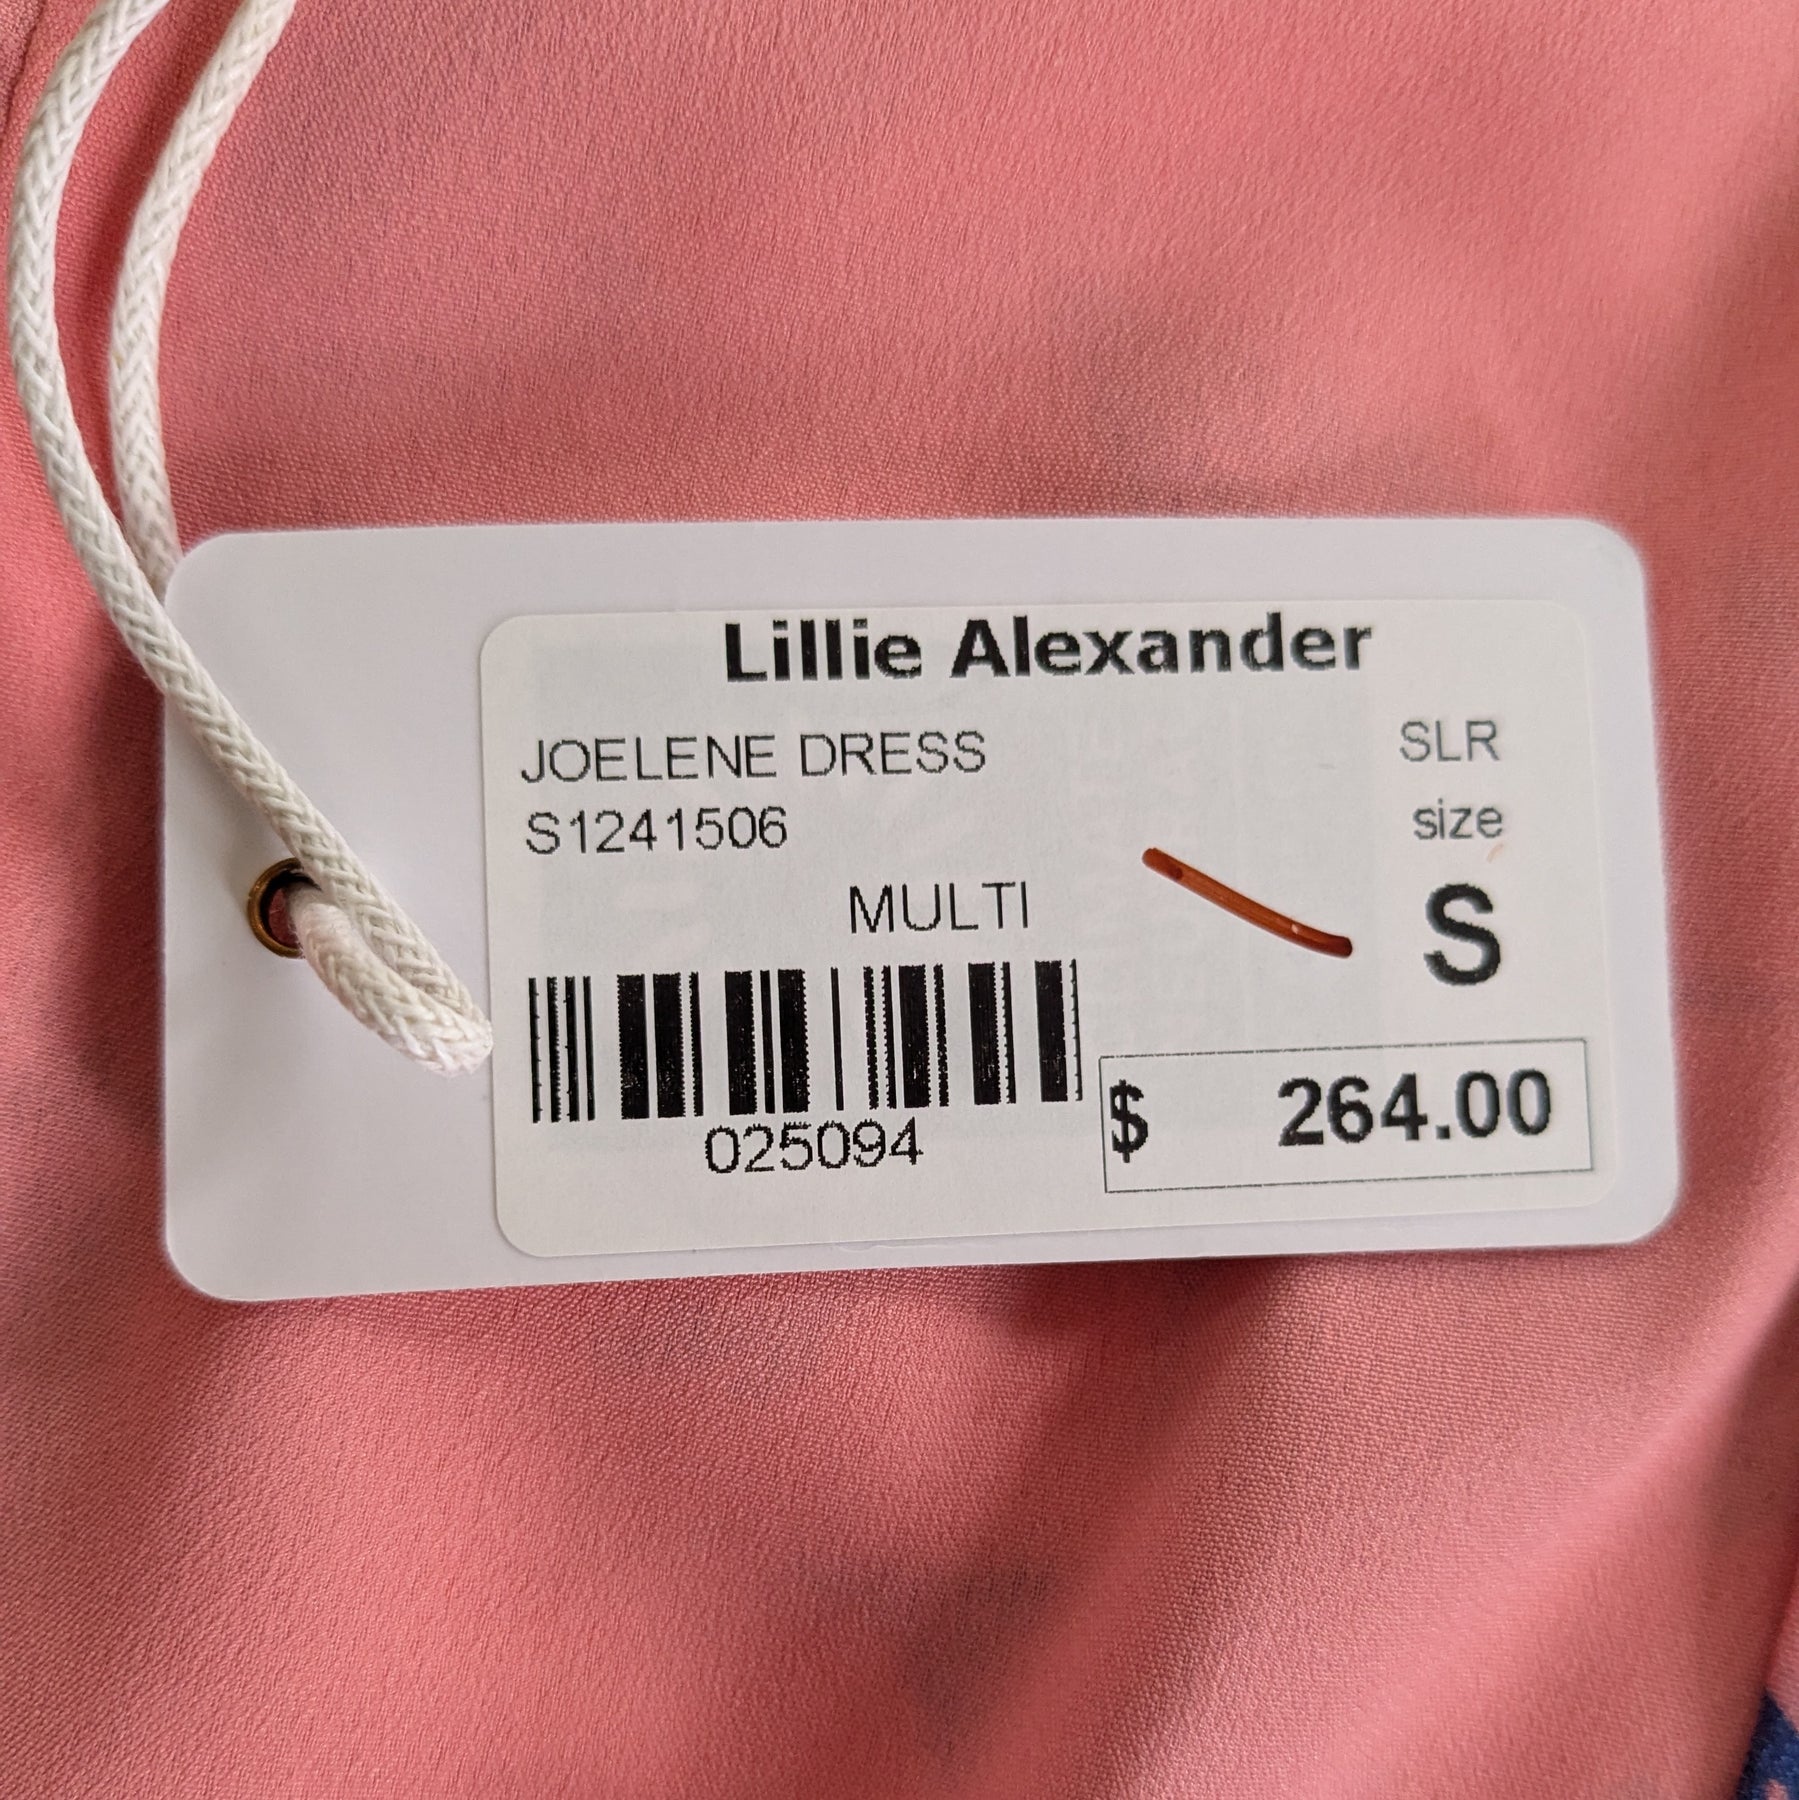 Lillie Alexander
JOELENE DRESS
SLR
S1241506
size
MULTI
S
025094
$ 264.00